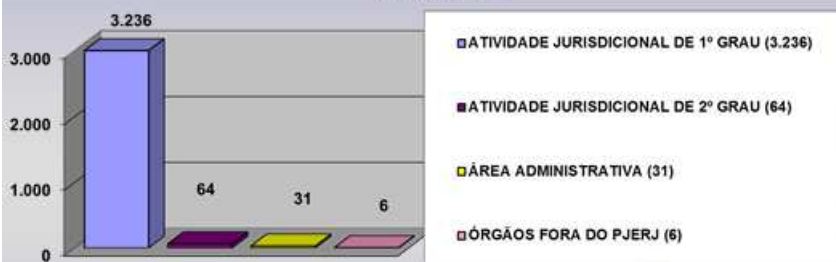 3.236
3.000
2.000
1.000
0
64
31
6
ATIVIDADE JURISDICIONAL DE 1º GRAU (3.236)
ATIVIDADE JURISDICIONAL DE 2º GRAU (64)
ÁREA ADMINISTRATIVA (31)
ÓRGÃOS FORA DO PJERJ (6)